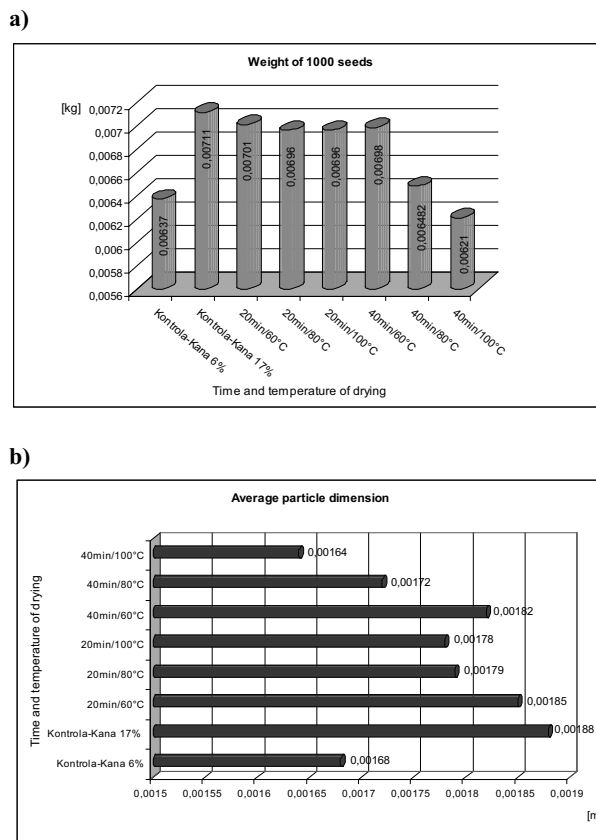 a)
Weight of 1000 seeds
[kg]
0,0072
0,007
0,0068
0,0066
0,0064
0,0062
0,006
0,0058
0,0056
0,00637
0,00711
0,00701
0,00696
0,00696
0,00698
0,006482
0,00621
Kontrola-Kana 6%
Kontrola-Kana 17%
20min/60°C
20min/80°C
20min/100°C
40min/60°C
40min/80°C
40min/100°C
Time and temperature of drying
b)
Average particle dimension
Time and temperature of drying
40min/100°C 0,00164
40min/80°C 0,00172
40min/60°C 0,00182
20min/100°C 0,00178
20min/80°C 0,00179
20min/60°C 0,00185
Kontrola-Kana 17% 0,00188
Kontrola-Kana 6% 0,00168
0,0015 0,00155 0,0016 0,00165 0,0017 0,00175 0,0018 0,00185 0,0019